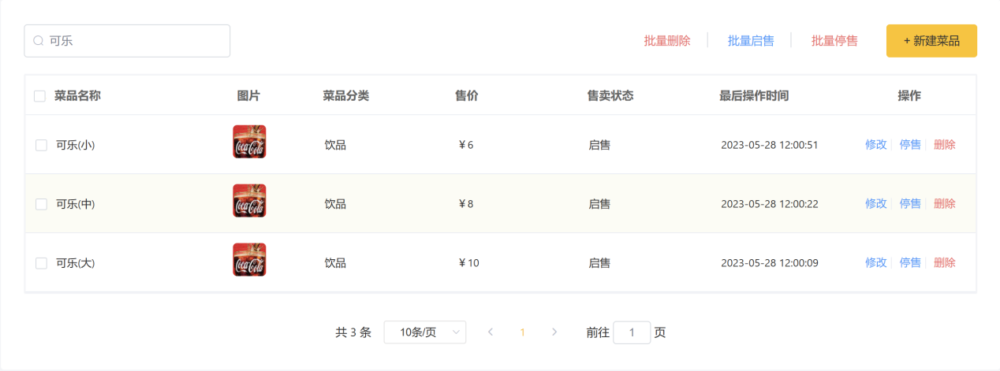 可乐 批量删除 批量启售 批量停售 + 新建菜品
菜品名称 图片 菜品分类 售价 售卖状态 最后操作时间 操作
可乐(小) Coca-Cola 饮品 ¥ 6 启售 2023-05-28 12:00:51 修改 停售 删除
可乐(中) Coca-Cola 饮品 ¥ 8 启售 2023-05-28 12:00:22 修改 停售 删除
可乐(大) Coca-Cola 饮品 ¥ 10 启售 2023-05-28 12:00:09 修改 停售 删除
共 3 条 10条/页 1 前往 1 页